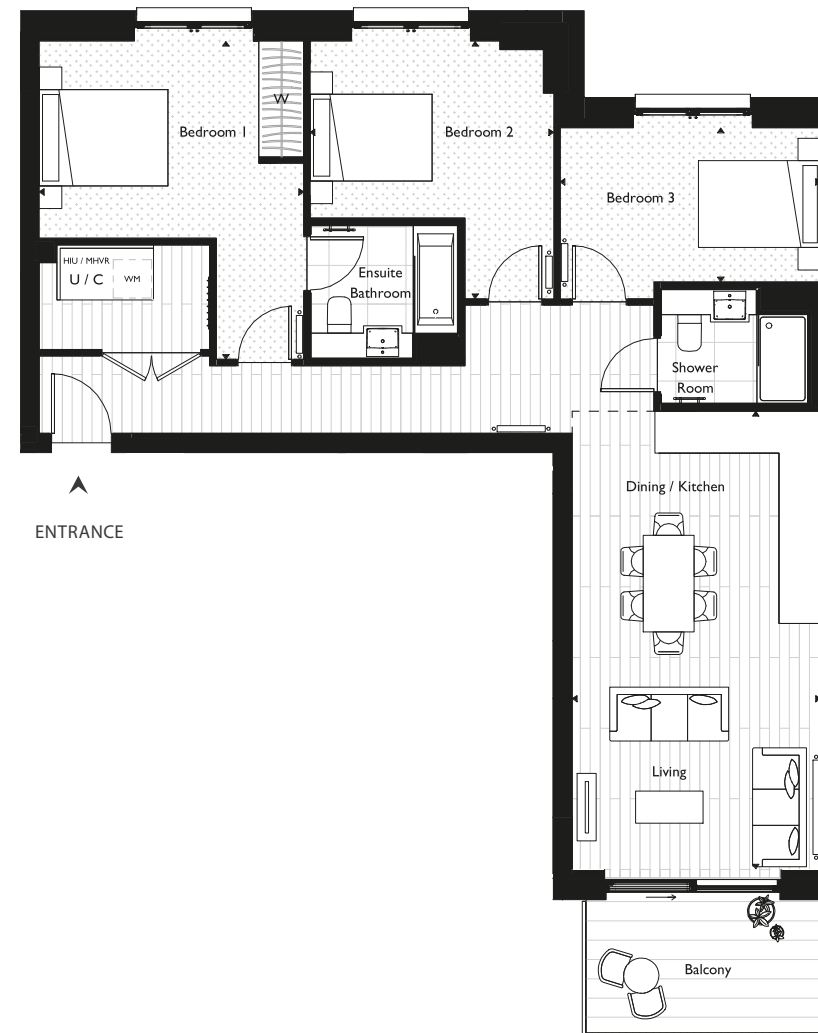 W
Bedroom 1
Bedroom 2
Bedroom 3
HIU / MHVR
U / C
WM
Ensuite
Bathroom
Shower
Room
Dining / Kitchen
ENTRANCE
Living
Balcony